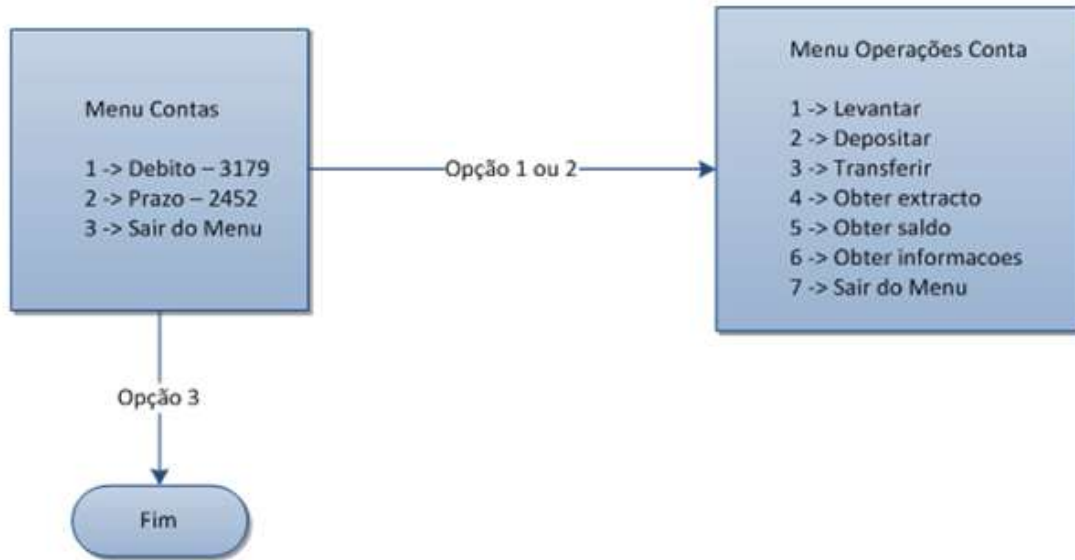 Menu Contas
1 -> Debito – 3179
2 -> Prazo – 2452
3 -> Sair do Menu
Opção 1 ou 2
Menu Operações Conta
1 -> Levantar
2 -> Depositar
3 -> Transferir
4 -> Obter extracto
5 -> Obter saldo
6 -> Obter informacoes
7 -> Sair do Menu
Opção 3
Fim